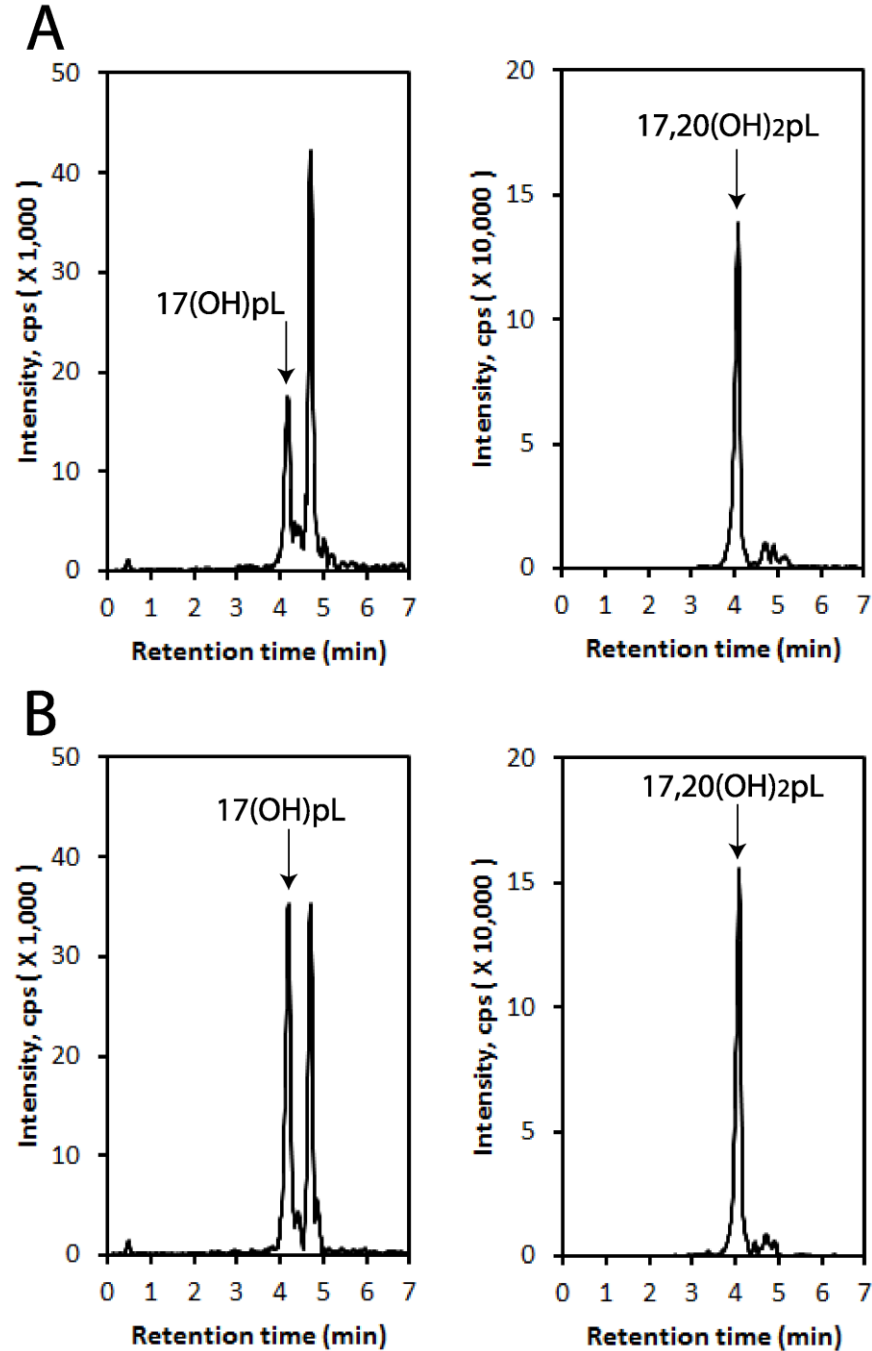 A
50
40
30
20
10
0
Intensity, cps ( X 1,000 )
17(OH)pL
0 1 2 3 4 5 6 7
Retention time (min)
20
15
10
5
0
Intensity, cps ( X 10,000 )
17,20(OH)2pL
0 1 2 3 4 5 6 7
Retention time (min)
B
50
40
30
20
10
0
Intensity, cps ( X 1,000 )
17(OH)pL
0 1 2 3 4 5 6 7
Retention time (min)
20
15
10
5
0
Intensity, cps ( X 10,000 )
17,20(OH)2pL
0 1 2 3 4 5 6 7
Retention time (min)